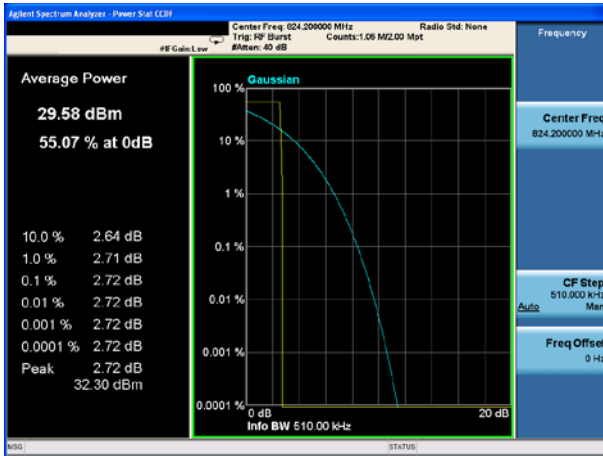 Agilent Spectrum Analyzer - Power Stat CCDF
#IFGain:Low
Center Freq: 824.200000 MHz Radio Std: None
Trig: RF Burst Counts:1.06 M/2.00 Mpt
#Atten: 40 dB
Frequency
Average Power
29.58 dBm
55.07 % at 0dB
10.0 % 2.64 dB
1.0 % 2.71 dB
0.1 % 2.72 dB
0.01 % 2.72 dB
0.001 % 2.72 dB
0.0001 % 2.72 dB
Peak 2.72 dB
32.30 dBm
Gaussian
100 %
10 %
1 %
0.1 %
0.01 %
0.001 %
0.0001 %
0 dB 20 dB
Info BW 510.00 kHz
Center Freq
824.200000 MHz
CF Step
510.000 kHz
Auto Man
Freq Offset
0 Hz
MSG STATUS